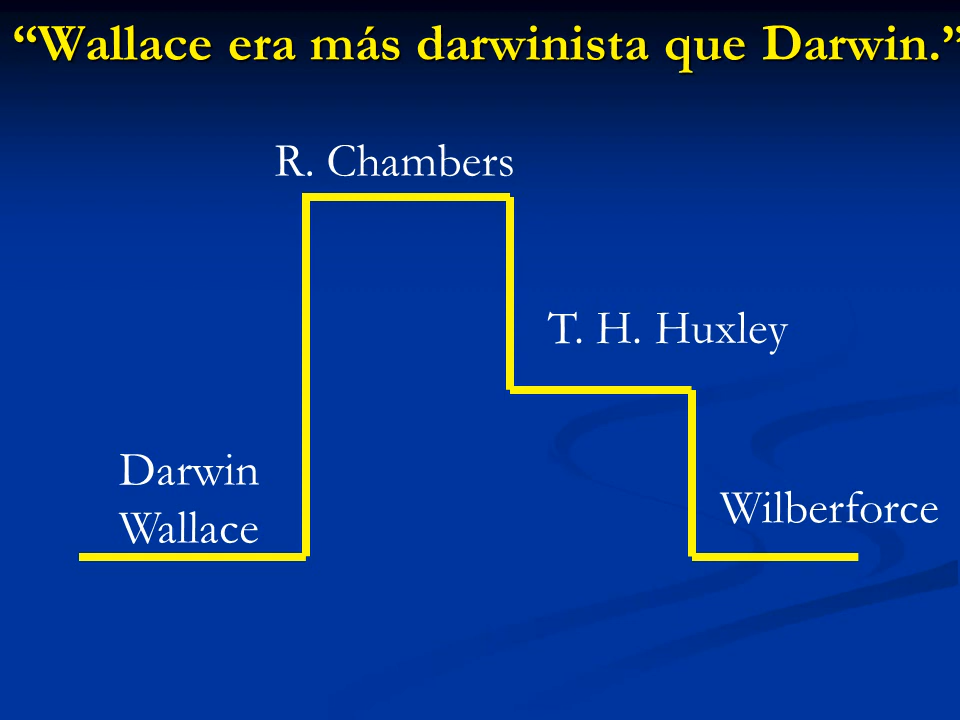 “Wallace era más darwinista que Darwin.”
R. Chambers
T. H. Huxley
Darwin
Wallace
Wilberforce